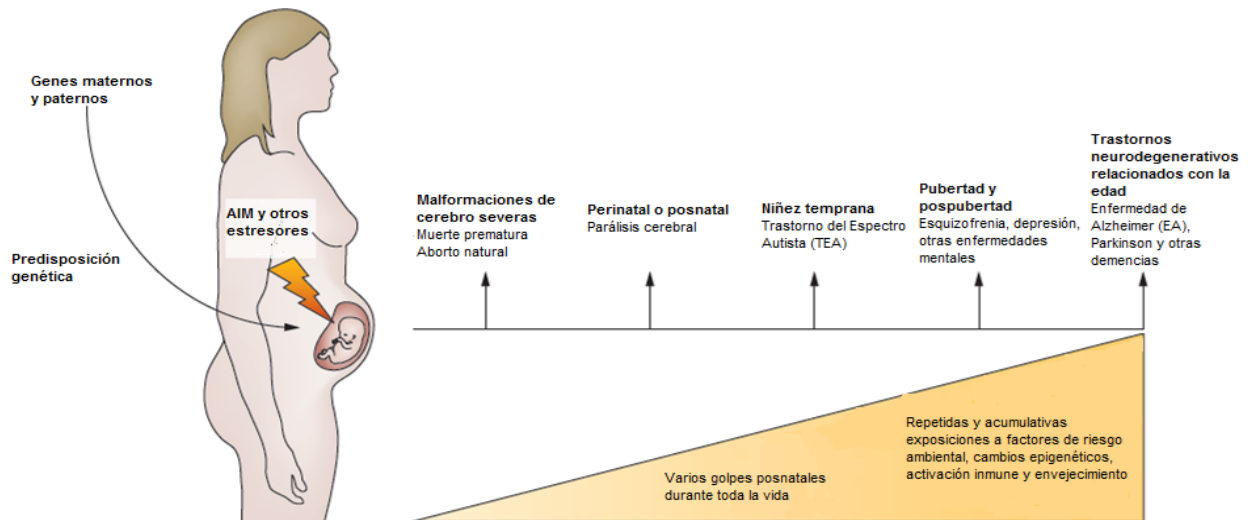 Genes maternos
y paternos
AIM y otros
estresores
Predisposición
genética
Malformaciones de
cerebro severas
Muerte prematura
Aborto natural
Perinatal o posnatal
Parálisis cerebral
Niñez temprana
Trastorno del Espectro
Autista (TEA)
Pubertad y
pospubertad
Esquizofrenia, depresión,
otras enfermedades
mentales
Trastornos
neurodegenerativos
relacionados con la
edad
Enfermedad de
Alzheimer (EA),
Parkinson y otras
demencias
Varios golpes posnatales
durante toda la vida
Repetidas y acumulativas
exposiciones a factores de riesgo
ambiental, cambios epigenéticos,
activación inmune y envejecimiento